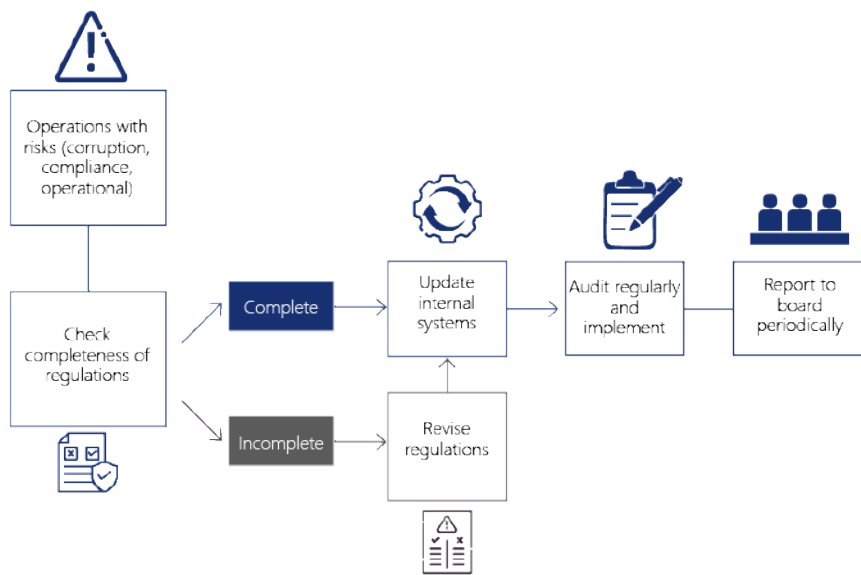 Operations with
risks (corruption,
compliance,
operational)
Check
completeness of
regulations
Complete
Incomplete
Update
internal
systems
Revise
regulations
Audit regularly
and
implement
Report to
board
periodically